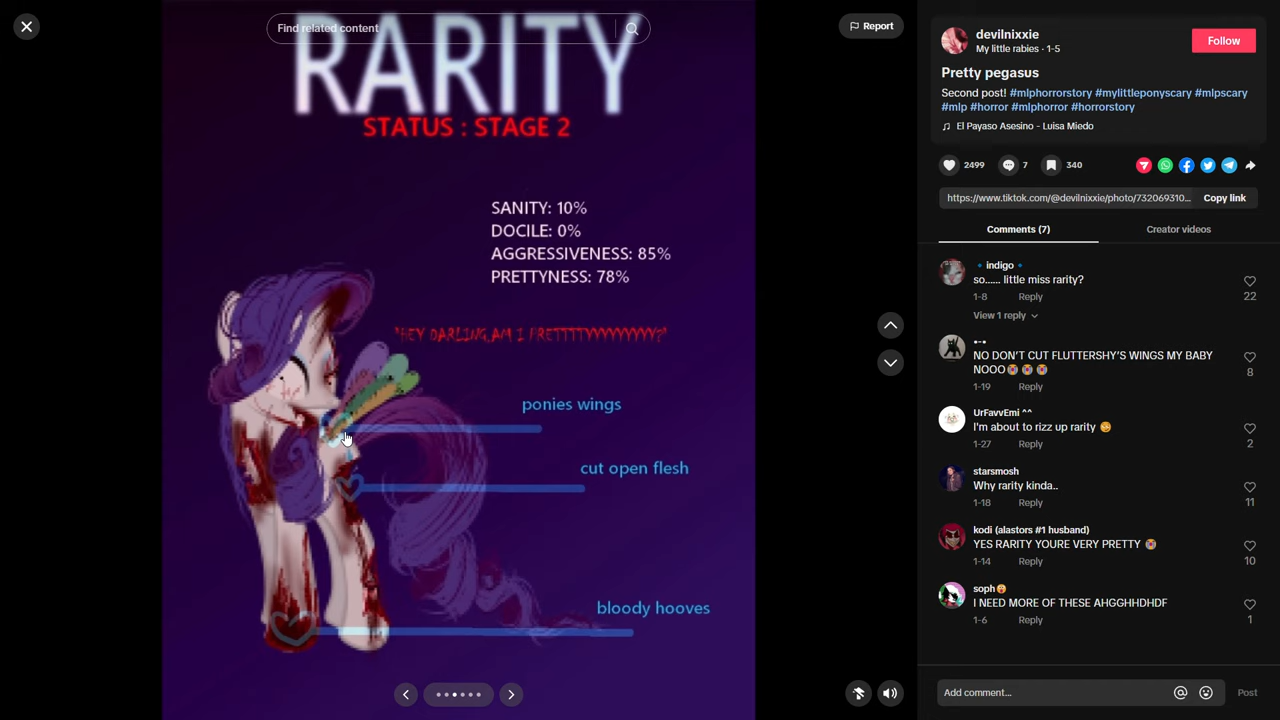 Find related content
RARITY
STATUS : STAGE 2
SANITY: 10%
DOCILE: 0%
AGGRESSIVENESS: 85%
PRETTYNESS: 78%
"HEY DARLING,AM I PRETTTTYYYYYYYYY?"
ponies wings
cut open flesh
bloody hooves
Report
devilnixxie
My little rabies · 1-5
Follow
Pretty pegasus
Second post! #mlphorrorstory #mylittleponyscary #mlpscary
#mlp #horror #mlphorror #horrorstory
El Payaso Asesino - Luisa Miedo
2499
7
340
https://www.tiktok.com/@devilnixxie/photo/732069310...
Copy link
Comments (7)
Creator videos
indigo
so...... little miss rarity?
1-8 Reply
22
View 1 reply
•-•
NO DON'T CUT FLUTTERSHY'S WINGS MY BABY
NOOO😭😭😭
1-19 Reply
8
UrFavvEmi ^^
I'm about to rizz up rarity 😏
1-27 Reply
2
starsmosh
Why rarity kinda..
1-18 Reply
11
kodi (alastors #1 husband)
YES RARITY YOURE VERY PRETTY 😭
1-14 Reply
10
soph
I NEED MORE OF THESE AHGGHHDHDF
1-6 Reply
1
Add comment...
Post